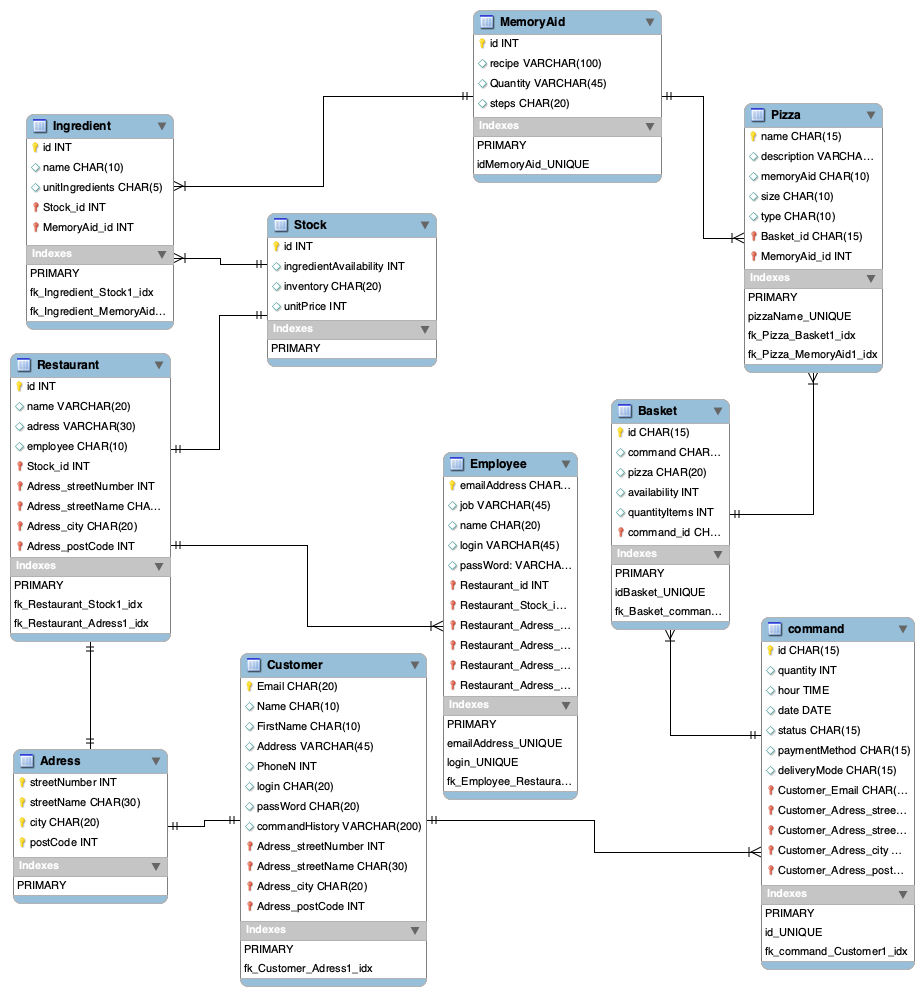 MemoryAid
id INT
recipe VARCHAR(100)
Quantity VARCHAR(45)
steps CHAR(20)
Indexes
PRIMARY
idMemoryAid_UNIQUE
Ingredient
id INT
name CHAR(10)
unitIngredients CHAR(5)
Stock_id INT
MemoryAid_id INT
Indexes
PRIMARY
fk_Ingredient_Stock1_idx
fk_Ingredient_MemoryAid...
Pizza
name CHAR(15)
description VARCHA...
memoryAid CHAR(10)
size CHAR(10)
type CHAR(10)
Basket_id CHAR(15)
MemoryAid_id INT
Indexes
PRIMARY
pizzaName_UNIQUE
fk_Pizza_Basket1_idx
fk_Pizza_MemoryAid1_idx
Stock
id INT
ingredientAvailability INT
inventory CHAR(20)
unitPrice INT
Indexes
PRIMARY
Restaurant
id INT
name VARCHAR(20)
adress VARCHAR(30)
employee CHAR(10)
Stock_id INT
Adress_streetNumber INT
Adress_streetName CHA...
Adress_city CHAR(20)
Adress_postCode INT
Indexes
PRIMARY
fk_Restaurant_Stock1_idx
fk_Restaurant_Adress1_idx
Basket
id CHAR(15)
command CHAR...
pizza CHAR(20)
availability INT
quantityItems INT
command_id CH...
Indexes
PRIMARY
idBasket_UNIQUE
fk_Basket_comman...
Employee
emailAddress CHAR...
job VARCHAR(45)
name CHAR(20)
login VARCHAR(45)
passWord: VARCHA...
Restaurant_id INT
Restaurant_Stock_i...
Restaurant_Adress_...
Restaurant_Adress_...
Restaurant_Adress_...
Restaurant_Adress_...
Indexes
PRIMARY
emailAddress_UNIQUE
login_UNIQUE
fk_Employee_Restaura...
command
id CHAR(15)
quantity INT
hour TIME
date DATE
status CHAR(15)
paymentMethod CHAR(15)
deliveryMode CHAR(15)
Customer_Email CHAR(...
Customer_Adress_stree...
Customer_Adress_stree...
Customer_Adress_city ...
Customer_Adress_post...
Indexes
PRIMARY
id_UNIQUE
fk_command_Customer1_idx
Customer
Email CHAR(20)
Name CHAR(10)
FirstName CHAR(10)
Address VARCHAR(45)
PhoneN INT
login CHAR(20)
passWord CHAR(20)
commandHistory VARCHAR(200)
Adress_streetNumber INT
Adress_streetName CHAR(30)
Adress_city CHAR(20)
Adress_postCode INT
Indexes
PRIMARY
fk_Customer_Adress1_idx
Adress
streetNumber INT
streetName CHAR(30)
city CHAR(20)
postCode INT
Indexes
PRIMARY